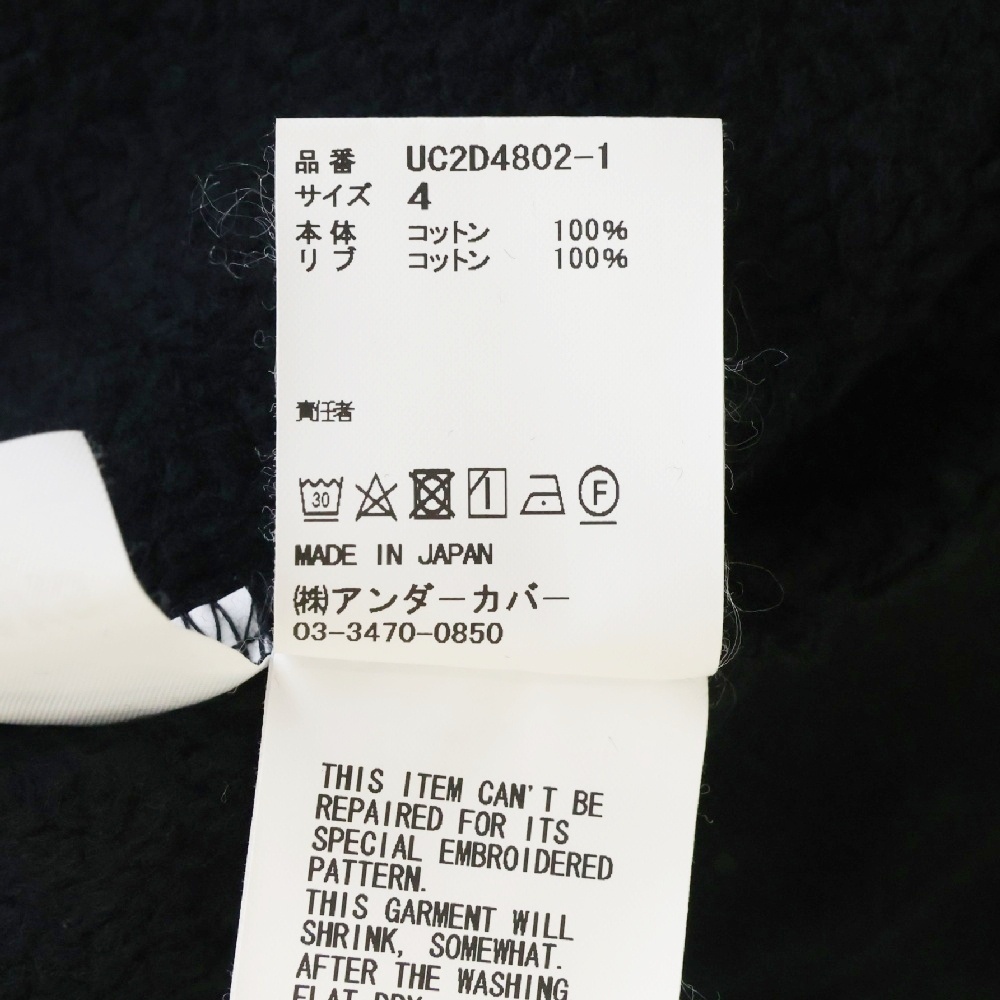 品番 UC2D4802-1
サイズ 4
本体 コットン 100%
リブ コットン 100%
責任者
30 F
MADE IN JAPAN
㈱アンダーカバー
03-3470-0850
THIS ITEM CAN'T BE
REPAIRED FOR ITS
SPECIAL EMBROIDERED
PATTERN.
THIS GARMENT WILL
SHRINK, SOMEWHAT.
AFTER THE WASHING
FLAT DRY